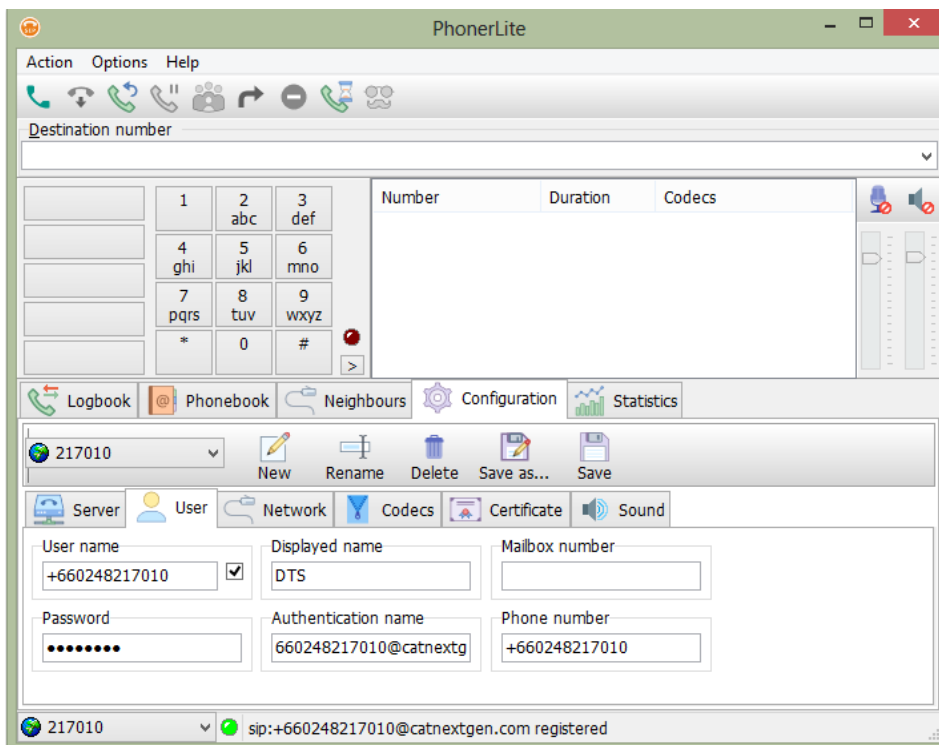 PhonerLite
Action Options Help
Destination number
1
2
abc
3
def
4
ghi
5
jkl
6
mno
7
pqrs
8
tuv
9
wxyz
*
0
#
>
Number Duration Codecs
Logbook Phonebook Neighbours Configuration Statistics
217010 New Rename Delete Save as... Save
Server User Network Codecs Certificate Sound
User name Displayed name Mailbox number
+660248217010 DTS
Password Authentication name Phone number
•••••••• 660248217010@catnextg +660248217010
217010 sip:+660248217010@catnextgen.com registered